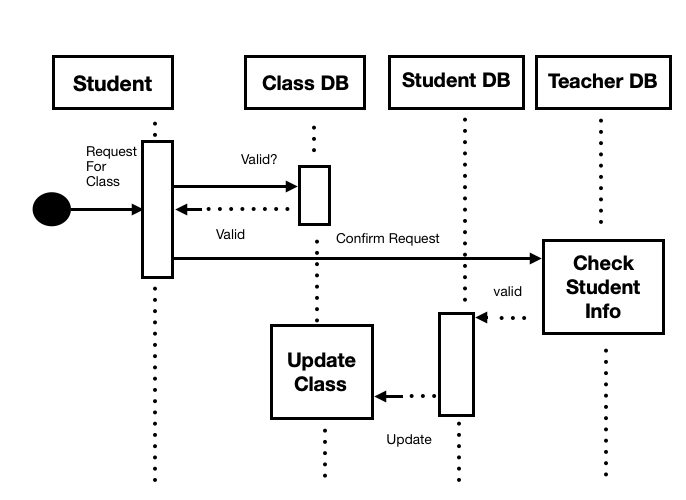 Student
Class DB
Student DB
Teacher DB
Request
For
Class
Valid?
Valid
Confirm Request
Check
Student
Info
valid
Update
Class
Update